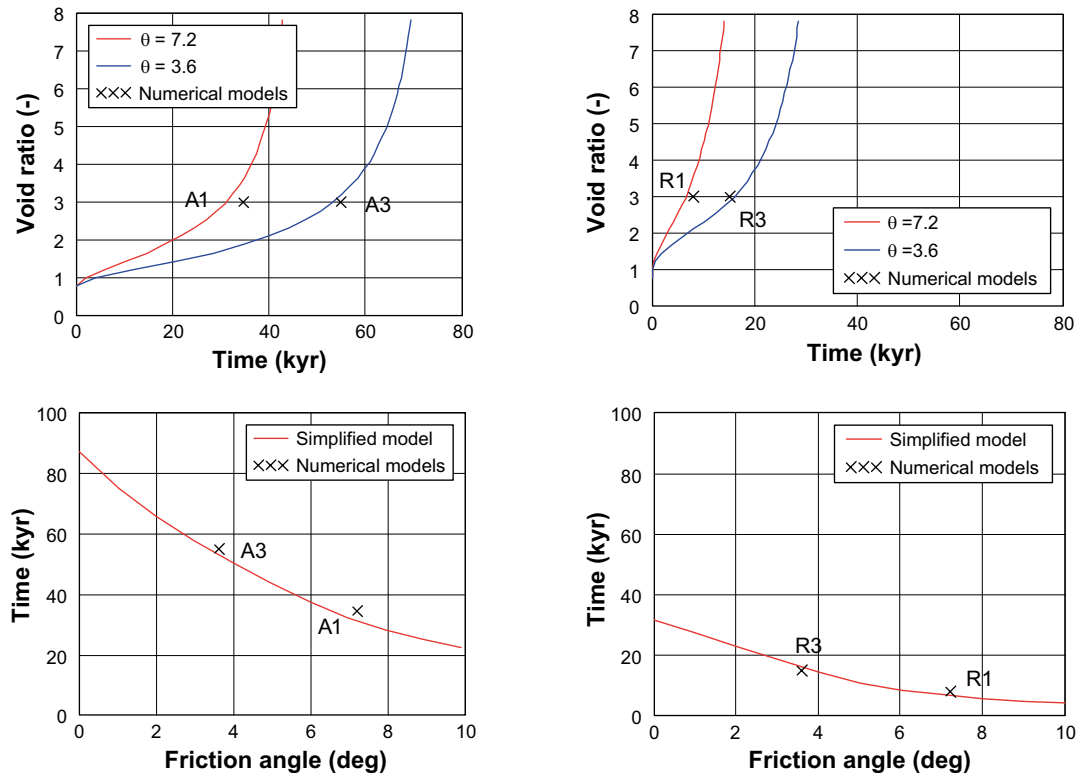 8
7
6
5
4
3
2
1
0
Void ratio (-)
θ = 7.2
θ = 3.6
××× Numerical models
A1
A3
0 20 40 60 80
Time (kyr)
8
7
6
5
4
3
2
1
0
Void ratio (-)
R1
R3
θ =7.2
θ =3.6
××× Numerical models
0 20 40 60 80
Time (kyr)
100
80
60
40
20
0
Time (kyr)
Simplified model
××× Numerical models
A3
A1
0 2 4 6 8 10
Friction angle (deg)
100
80
60
40
20
0
Time (kyr)
Simplified model
××× Numerical models
R3
R1
0 2 4 6 8 10
Friction angle (deg)